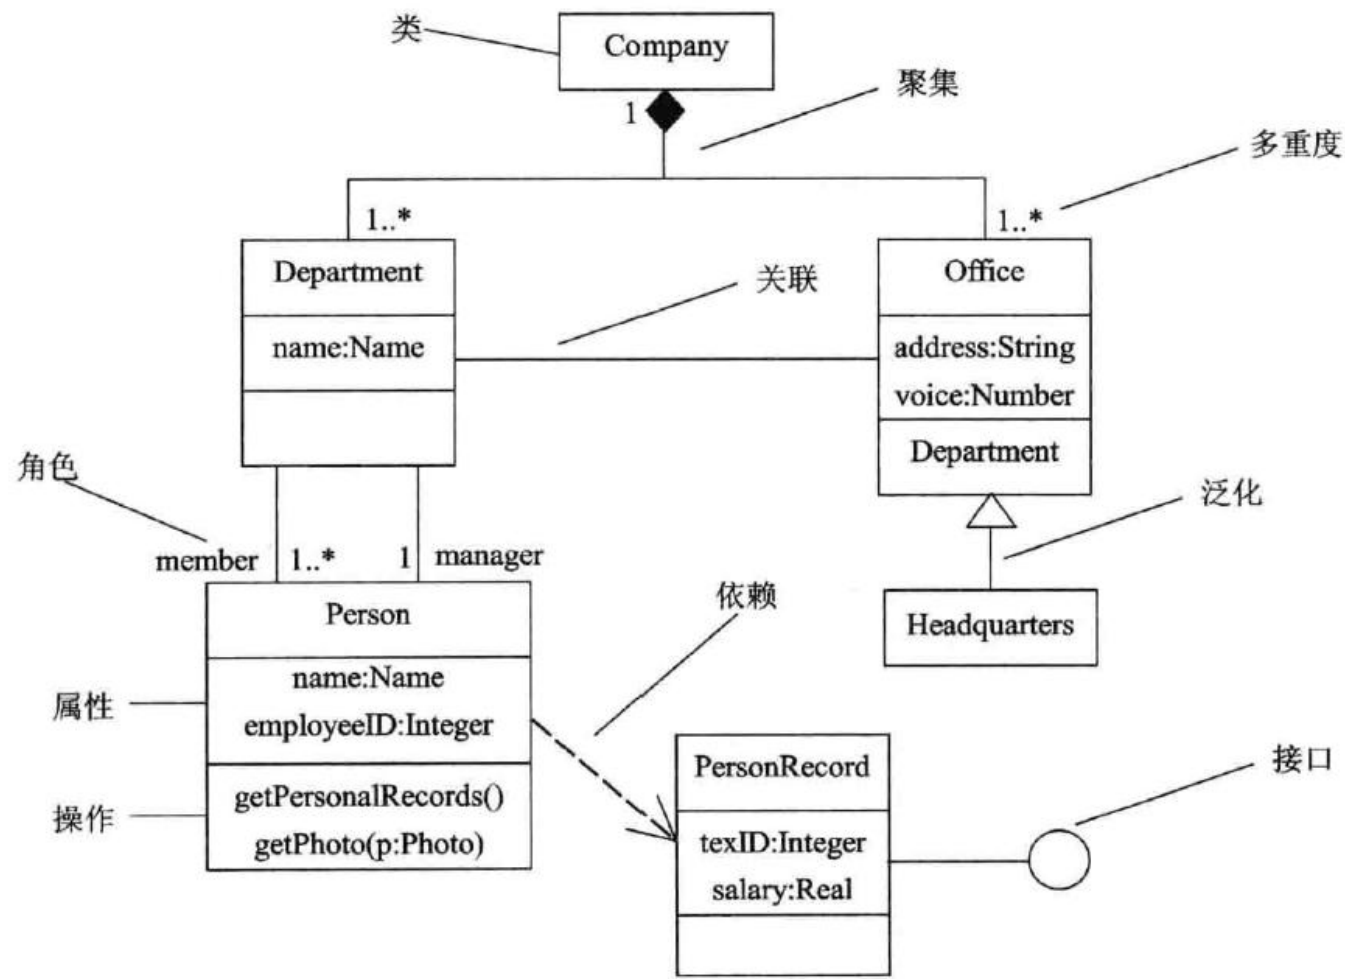 类
Company
聚集
1
多重度
1..*
1..*
Department
Office
关联
name:Name
address:String
voice:Number
Department
角色
泛化
member
1..*
1
manager
依赖
Person
Headquarters
name:Name
属性
employeeID:Integer
PersonRecord
接口
getPersonalRecords()
操作
getPhoto(p:Photo)
texID:Integer
salary:Real